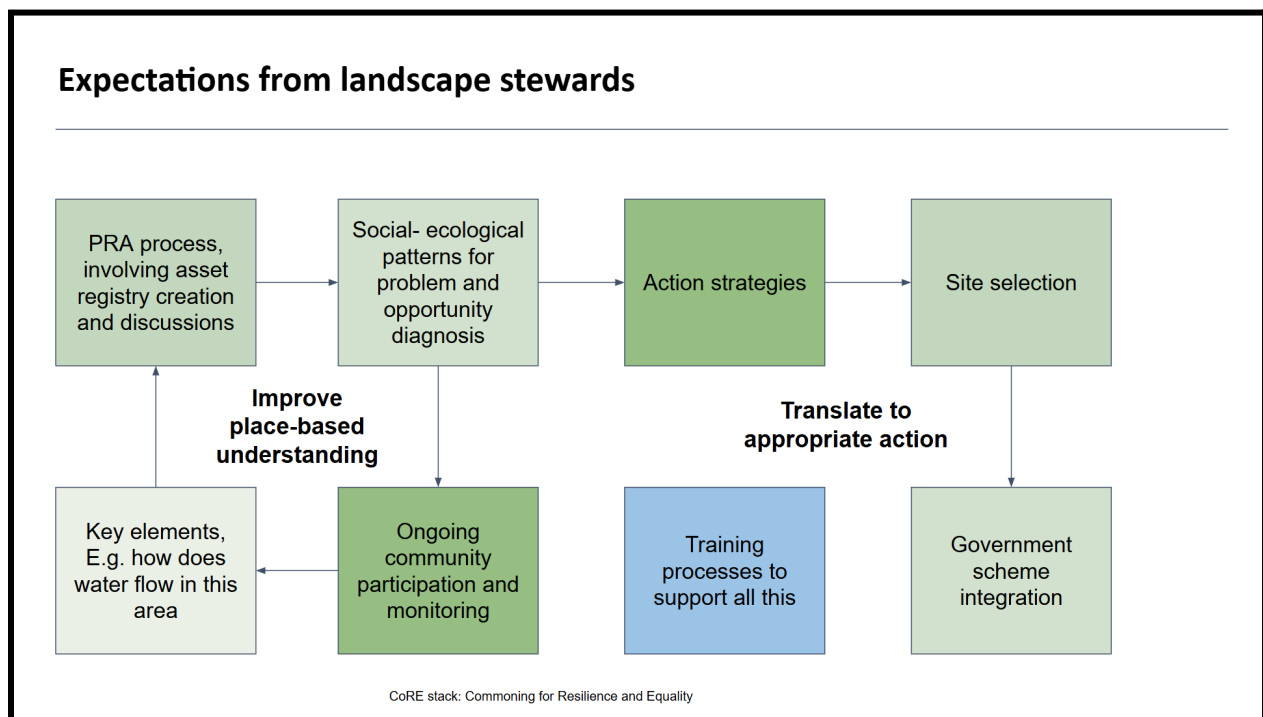 Expectations from landscape stewards
PRA process,
involving asset
registry creation
and discussions
Social- ecological
patterns for
problem and
opportunity
diagnosis
Action strategies
Site selection
Improve
place-based
understanding
Translate to
appropriate action
Key elements,
E.g. how does
water flow in this
area
Ongoing
community
participation and
monitoring
Training
processes to
support all this
Government
scheme
integration
CoRE stack: Commoning for Resilience and Equality